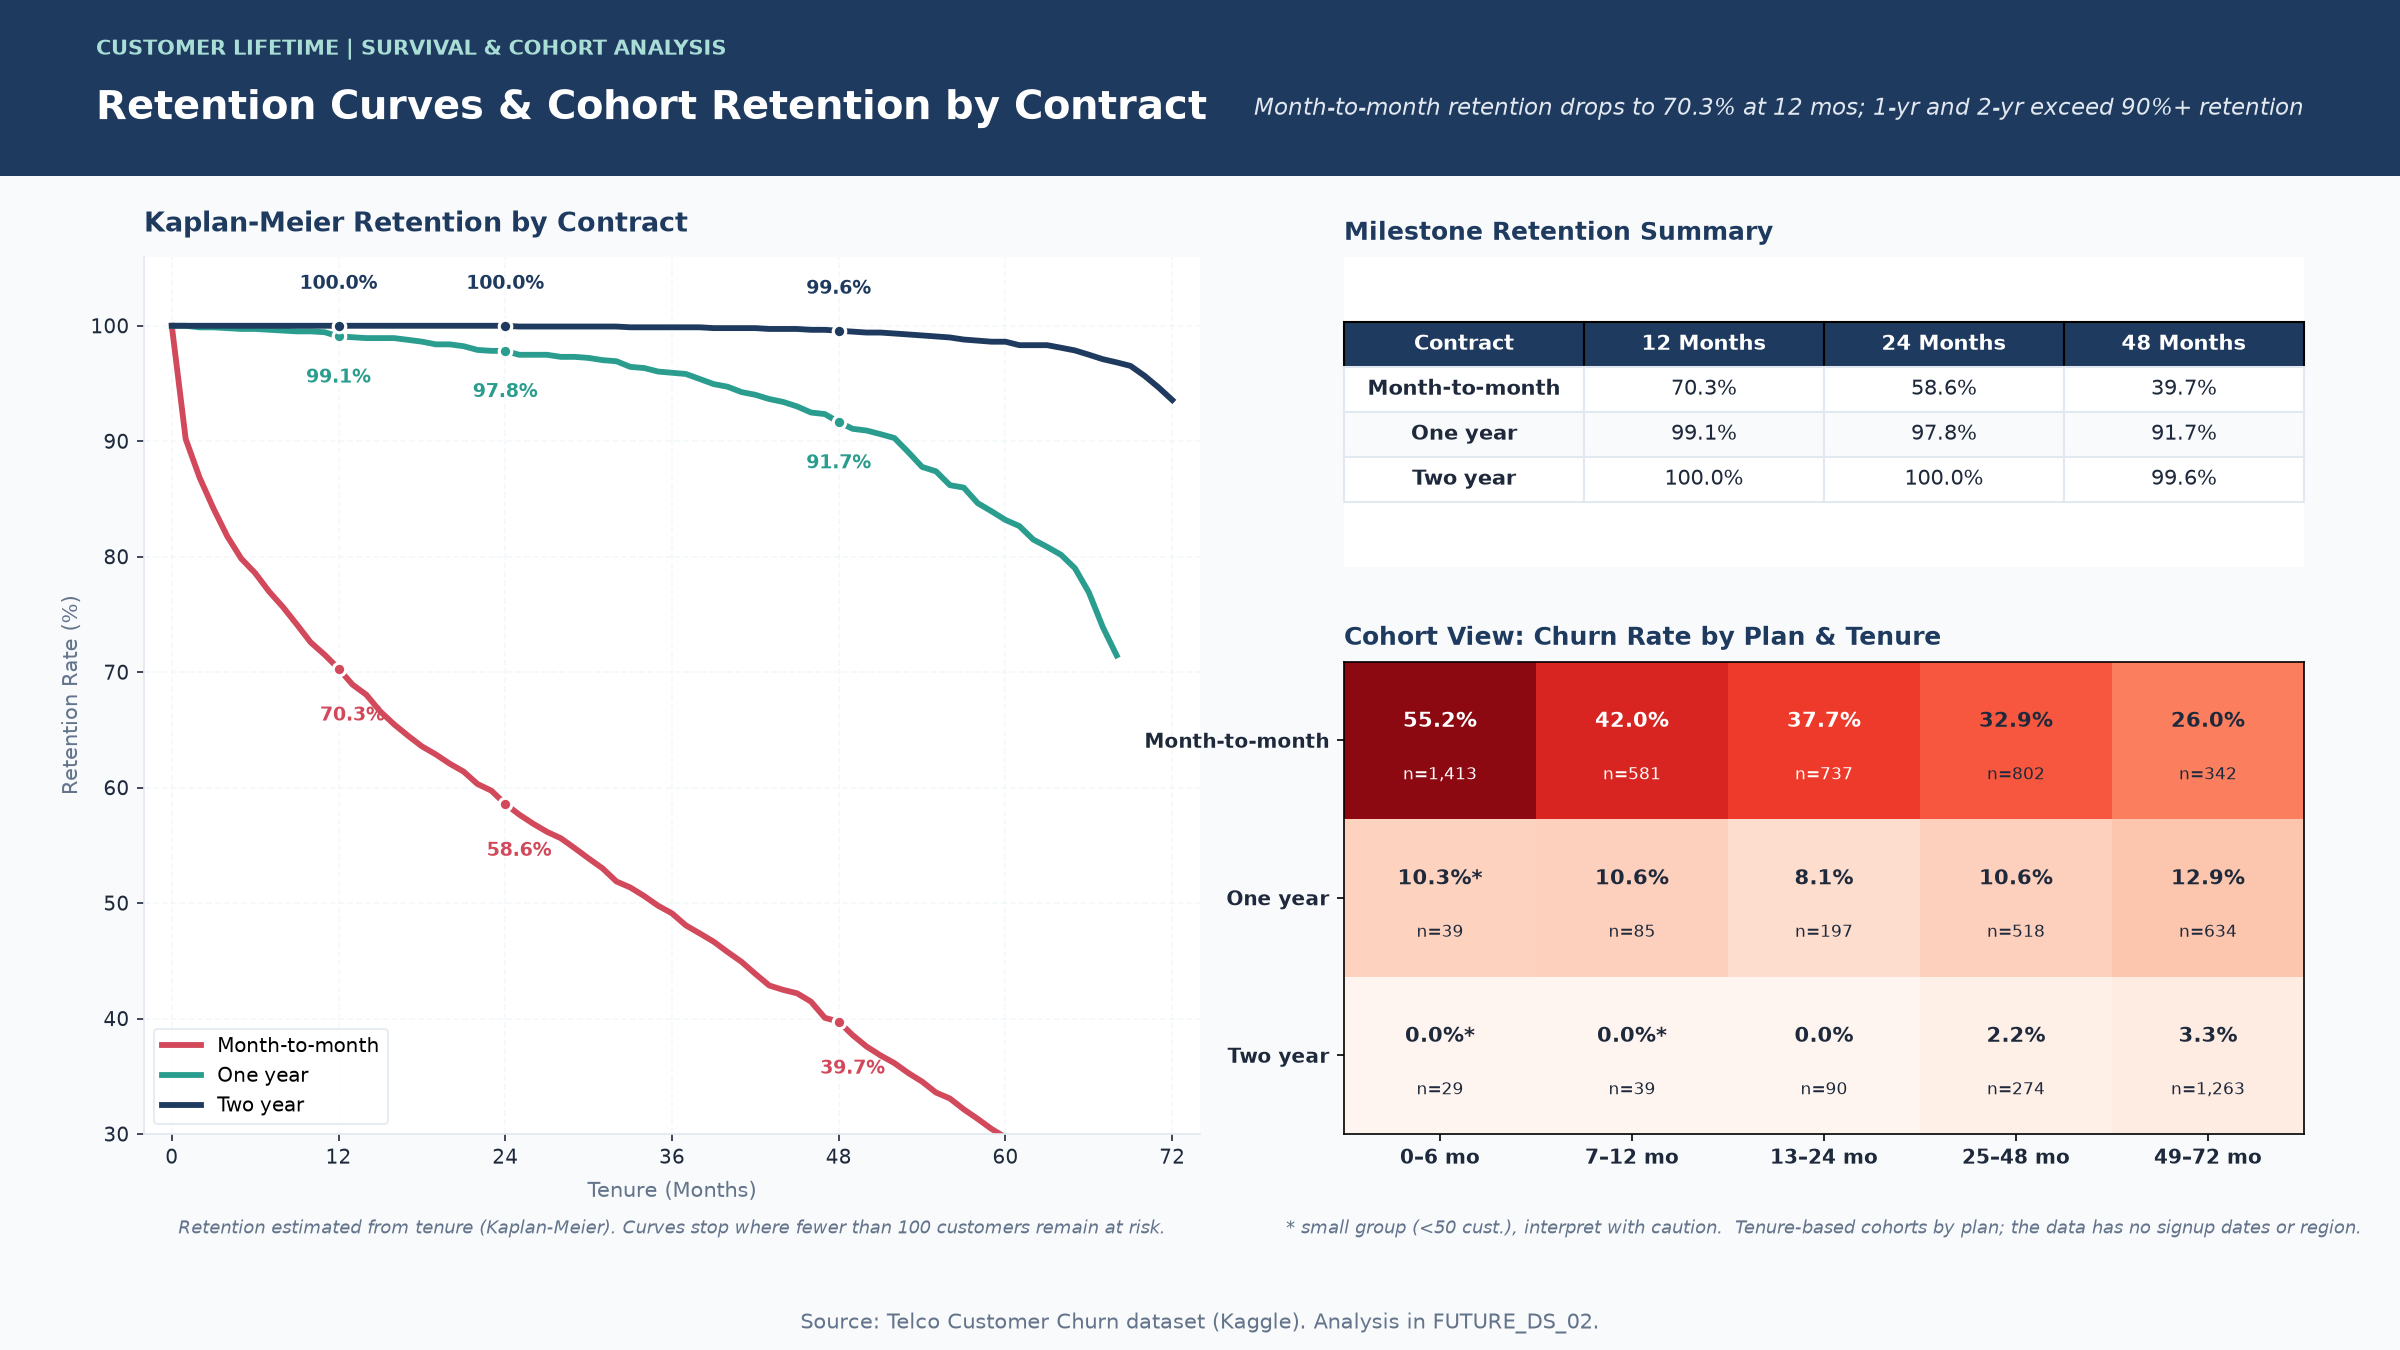 CUSTOMER LIFETIME | SURVIVAL & COHORT ANALYSIS
Retention Curves & Cohort Retention by Contract
Month-to-month retention drops to 70.3% at 12 mos; 1-yr and 2-yr exceed 90%+ retention
Kaplan-Meier Retention by Contract
100.0% 100.0% 99.6%
99.1% 97.8% 91.7%
70.3% 58.6% 39.7%
100
90
80
70
60
50
40
30
Retention Rate (%)
Month-to-month
One year
Two year
0 12 24 36 48 60 72
Tenure (Months)
Retention estimated from tenure (Kaplan-Meier). Curves stop where fewer than 100 customers remain at risk.
Milestone Retention Summary
Contract 12 Months 24 Months 48 Months
Month-to-month 70.3% 58.6% 39.7%
One year 99.1% 97.8% 91.7%
Two year 100.0% 100.0% 99.6%
Cohort View: Churn Rate by Plan & Tenure
Month-to-month
55.2% 42.0% 37.7% 32.9% 26.0%
n=1,413 n=581 n=737 n=802 n=342
One year
10.3%* 10.6% 8.1% 10.6% 12.9%
n=39 n=85 n=197 n=518 n=634
Two year
0.0%* 0.0%* 0.0% 2.2% 3.3%
n=29 n=39 n=90 n=274 n=1,263
0–6 mo 7–12 mo 13–24 mo 25–48 mo 49–72 mo
* small group (<50 cust.), interpret with caution. Tenure-based cohorts by plan; the data has no signup dates or region.
Source: Telco Customer Churn dataset (Kaggle). Analysis in FUTURE_DS_02.